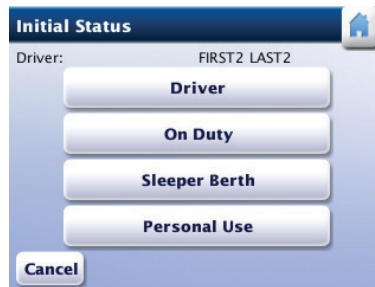 Initial Status
Driver: FIRST2 LAST2
Driver
On Duty
Sleeper Berth
Personal Use
Cancel